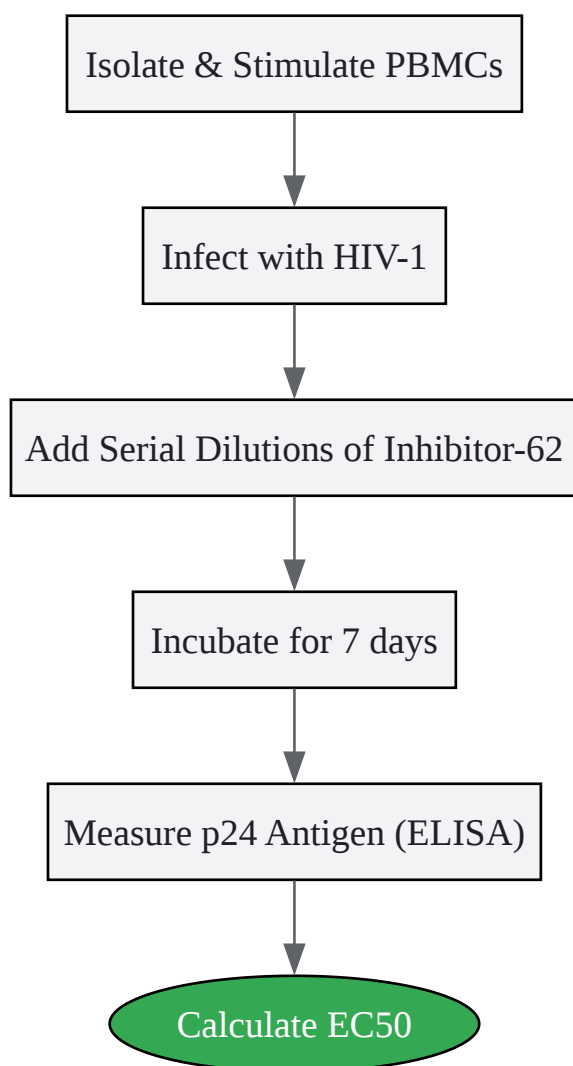 Isolate & Stimulate PBMCs
Infect with HIV-1
Add Serial Dilutions of Inhibitor-62
Incubate for 7 days
Measure p24 Antigen (ELISA)
Calculate EC50